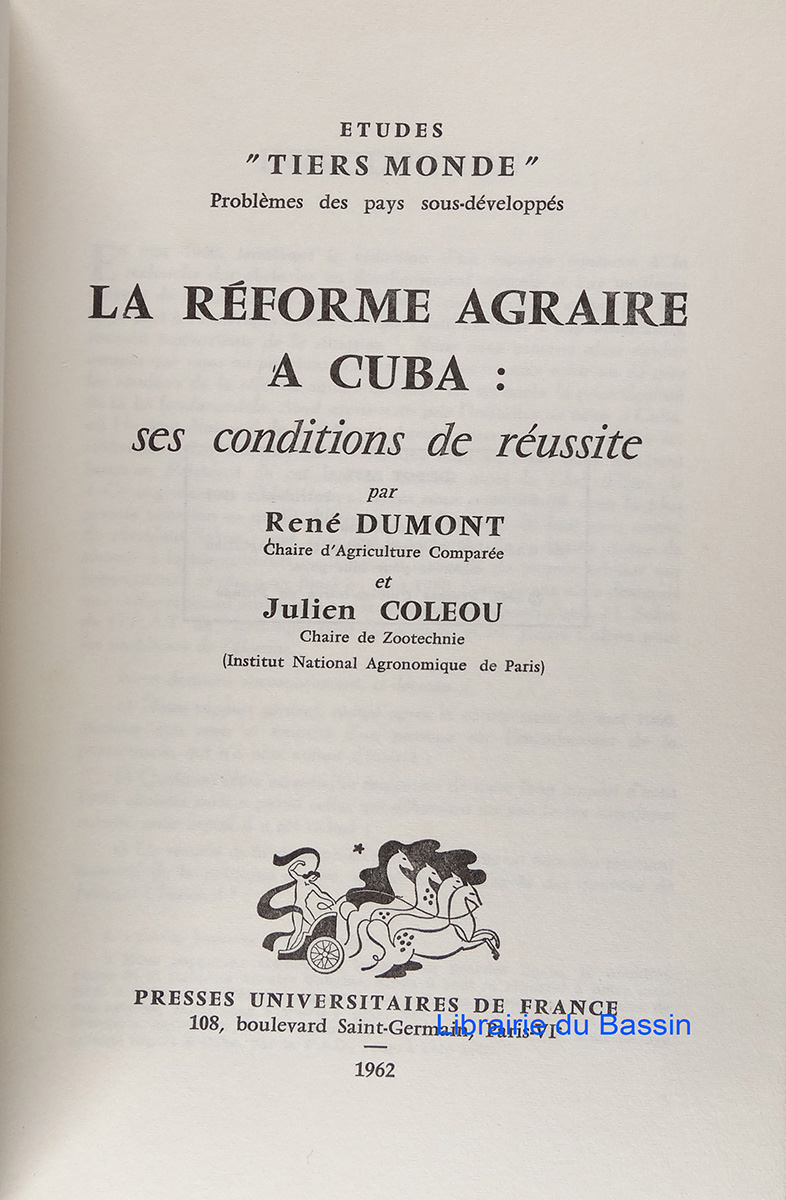 ETUDES
"TIERS MONDE"
Problèmes des pays sous-développés
LA RÉFORME AGRAIRE
A CUBA :
ses conditions de réussite
par
René DUMONT
Chaire d'Agriculture Comparée
et
Julien COLEOU
Chaire de Zootechnie
(Institut National Agronomique de Paris)
PRESSES UNIVERSITAIRES DE FRANCE
108, boulevard Saint-Germain, Paris-VIe
Librairie du Bassin
1962